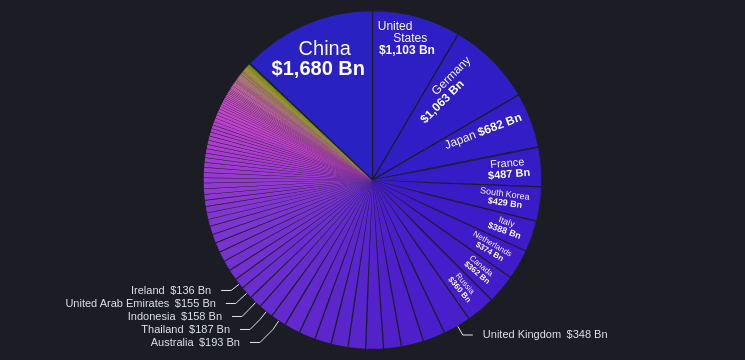 China
$1,680 Bn
United
States
$1,103 Bn
Germany
$1,063 Bn
Japan $682 Bn
France
$487 Bn
South Korea
$429 Bn
Italy
$388 Bn
Netherlands
$374 Bn
Canada
$362 Bn
Russia
$360 Bn
United Kingdom $348 Bn
Ireland $136 Bn
United Arab Emirates $155 Bn
Indonesia $158 Bn
Thailand $187 Bn
Australia $193 Bn